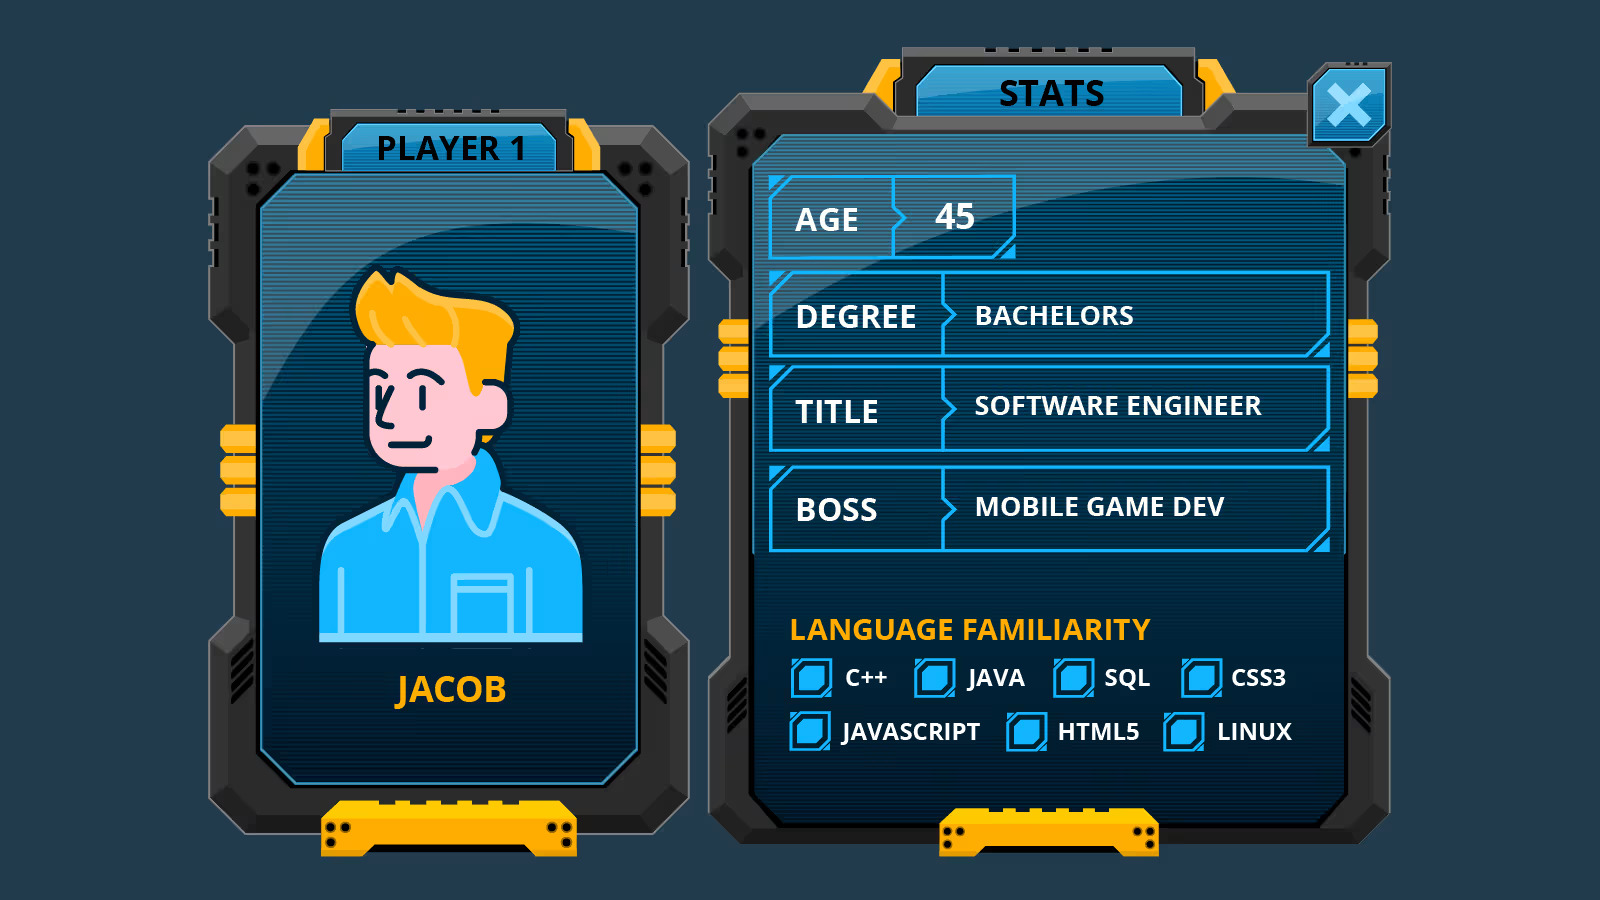 PLAYER 1
JACOB
STATS
AGE 45
DEGREE BACHELORS
TITLE SOFTWARE ENGINEER
BOSS MOBILE GAME DEV
LANGUAGE FAMILIARITY
C++ JAVA SQL CSS3
JAVASCRIPT HTML5 LINUX